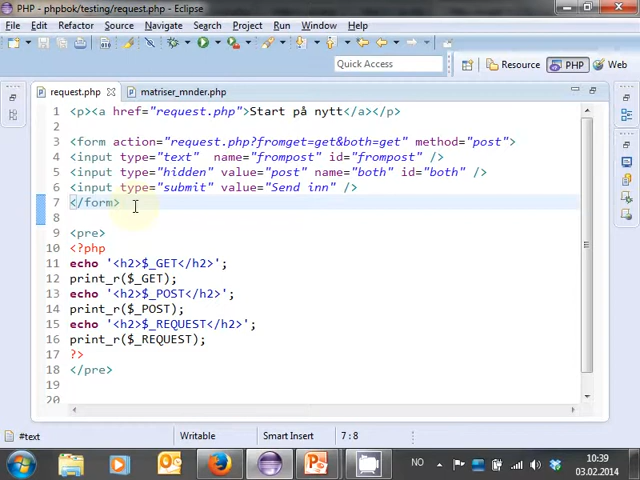 PHP - phpbok/testing/request.php - Eclipse
File Edit Refactor Source Navigate Search Project Run Window Help
Quick Access Resource PHP Web
request.php matriser_mnder.php
1 <p><a href="request.php">Start på nytt</a></p>
2
3 <form action="request.php?fromget=get&both=get" method="post">
4 <input type="text"  name="frompost" id="frompost" />
5 <input type="hidden" value="post" name="both" id="both" />
6 <input type="submit" value="Send inn" />
7 </form>
8
9 <pre>
10 <?php
11 echo '<h2>$_GET</h2>';
12 print_r($_GET);
13 echo '<h2>$_POST</h2>';
14 print_r($_POST);
15 echo '<h2>$_REQUEST</h2>';
16 print_r($_REQUEST);
17 ?>
18 </pre>
19
20
#text Writable Smart Insert 7 : 8
NO 10:39
03.02.2014